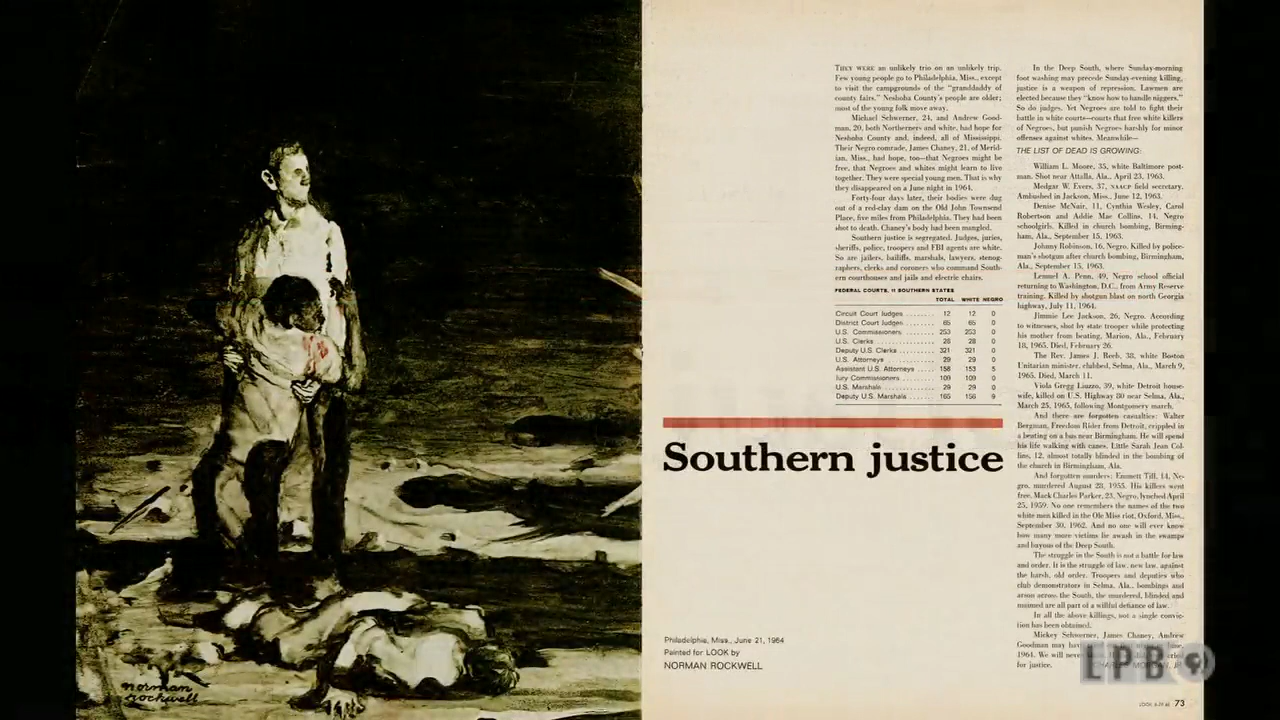 norman
rockwell
THEY WERE an unlikely trio on an unlikely trip.
Few young people go to Philadelphia, Miss., except
to visit the campgrounds of the "granddaddy of
county fairs." Neshoba County's people are older;
most of the young folk move away.
Michael Schwerner, 24, and Andrew Good-
man, 20, both Northerners and white, had hope for
Neshoba County and, indeed, all of Mississippi.
Their Negro comrade, James Chaney, 21, of Merid-
ian, Miss., had hope, too—that Negroes might be
free, that Negroes and whites might learn to live
together. They were special young men. That is why
they disappeared on a June night in 1964.
Forty-four days later, their bodies were dug
out of a red-clay dam on the Old John Townsend
Place, five miles from Philadelphia. They had been
shot to death. Chaney's body had been mangled.
Southern justice is segregated. Judges, juries,
sheriffs, police, troopers and FBI agents are white.
So are jailers, bailiffs, marshals, lawyers, stenog-
raphers, clerks and coroners who command South-
ern courthouses and jails and electric chairs.
FEDERAL COURTS, 11 SOUTHERN STATES
TOTAL WHITE NEGRO
Circuit Court Judges ........ 12 12 0
District Court Judges ....... 65 65 0
U.S. Commissioners ....... 253 253 0
U.S. Clerks ............. 28 28 0
Deputy U.S. Clerks ......... 321 321 0
U.S. Attorneys ............ 29 29 0
Assistant U.S. Attorneys ..... 158 153 5
Jury Commissioners ........ 109 109 0
U.S. Marshals ............ 29 29 0
Deputy U.S. Marshals ....... 165 156 9
Southern justice
Philadelphia, Miss., June 21, 1964
Painted for LOOK by
NORMAN ROCKWELL
In the Deep South, where Sunday-morning
foot washing may precede Sunday-evening killing,
justice is a weapon of repression. Lawmen are
elected because they "know how to handle niggers."
So do judges. Yet Negroes are told to fight their
battle in white courts—courts that free white killers
of Negroes, but punish Negroes harshly for minor
offenses against whites. Meanwhile—
THE LIST OF DEAD IS GROWING:
William L. Moore, 35, white Baltimore post-
man. Shot near Attalla, Ala., April 23, 1963.
Medgar W. Evers, 37, NAACP field secretary.
Ambushed in Jackson, Miss., June 12, 1963.
Denise McNair, 11, Cynthia Wesley, Carol
Robertson and Addie Mae Collins, 14, Negro
schoolgirls. Killed in church bombing, Birming-
ham, Ala., September 15, 1963.
Johnny Robinson, 16, Negro. Killed by police-
man's shotgun after church bombing, Birmingham,
Ala., September 15, 1963.
Lemuel A. Penn, 49, Negro school official
returning to Washington, D.C., from Army Reserve
training. Killed by shotgun blast on north Georgia
highway, July 11, 1964.
Jimmie Lee Jackson, 26, Negro. According
to witnesses, shot by state trooper while protecting
his mother from beating, Marion, Ala., February
18, 1965. Died, February 26.
The Rev. James J. Reeb, 38, white Boston
Unitarian minister, clubbed, Selma, Ala., March 9,
1965. Died, March 11.
Viola Gregg Liuzzo, 39, white Detroit house-
wife, killed on U.S. Highway 80 near Selma, Ala.,
March 25, 1965, following Montgomery march.
And there are forgotten casualties: Walter
Bergman, Freedom Rider from Detroit, crippled in
a beating on a bus near Birmingham. He will spend
his life walking with canes. Little Sarah Jean Col-
lins, 12, almost totally blinded in the bombing of
the church in Birmingham, Ala.
And forgotten murders: Emmett Till, 14, Ne-
gro, murdered August 28, 1955. His killers went
free. Mack Charles Parker, 23, Negro, lynched April
25, 1959. No one remembers the names of the two
white men killed in the Ole Miss riot, Oxford, Miss.,
September 30, 1962. And no one will ever know
how many more victims lie awash in the swamps
and bayous of the Deep South.
The struggle in the South is not a battle for law
and order. It is the struggle of law, new law, against
the harsh, old order. Troopers and deputies who
club demonstrators in Selma, Ala., bombings and
arson across the South, the murdered, blinded and
maimed are all part of a willful defiance of law.
In all the above killings, not a single convic-
tion has been obtained.
Mickey Schwerner, James Chaney, Andrew
Goodman may have
1964. We will never
for justice. CHARLES MORGAN, JR.
EPB
LOOK 73